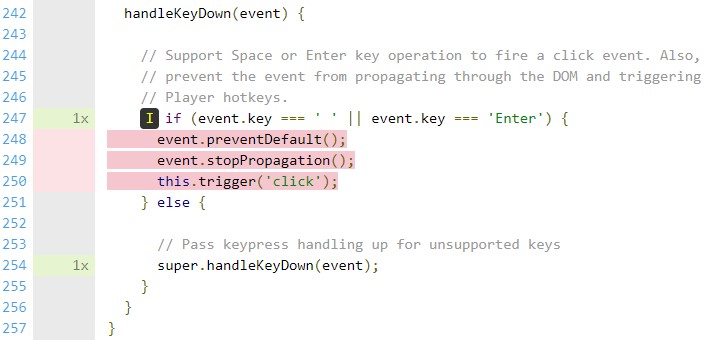 242 handleKeyDown(event) {
243
244 // Support Space or Enter key operation to fire a click event. Also,
245 // prevent the event from propagating through the DOM and triggering
246 // Player hotkeys.
247 1x I if (event.key === ' ' || event.key === 'Enter') {
248 event.preventDefault();
249 event.stopPropagation();
250 this.trigger('click');
251 } else {
252
253 // Pass keypress handling up for unsupported keys
254 1x super.handleKeyDown(event);
255 }
256 }
257 }